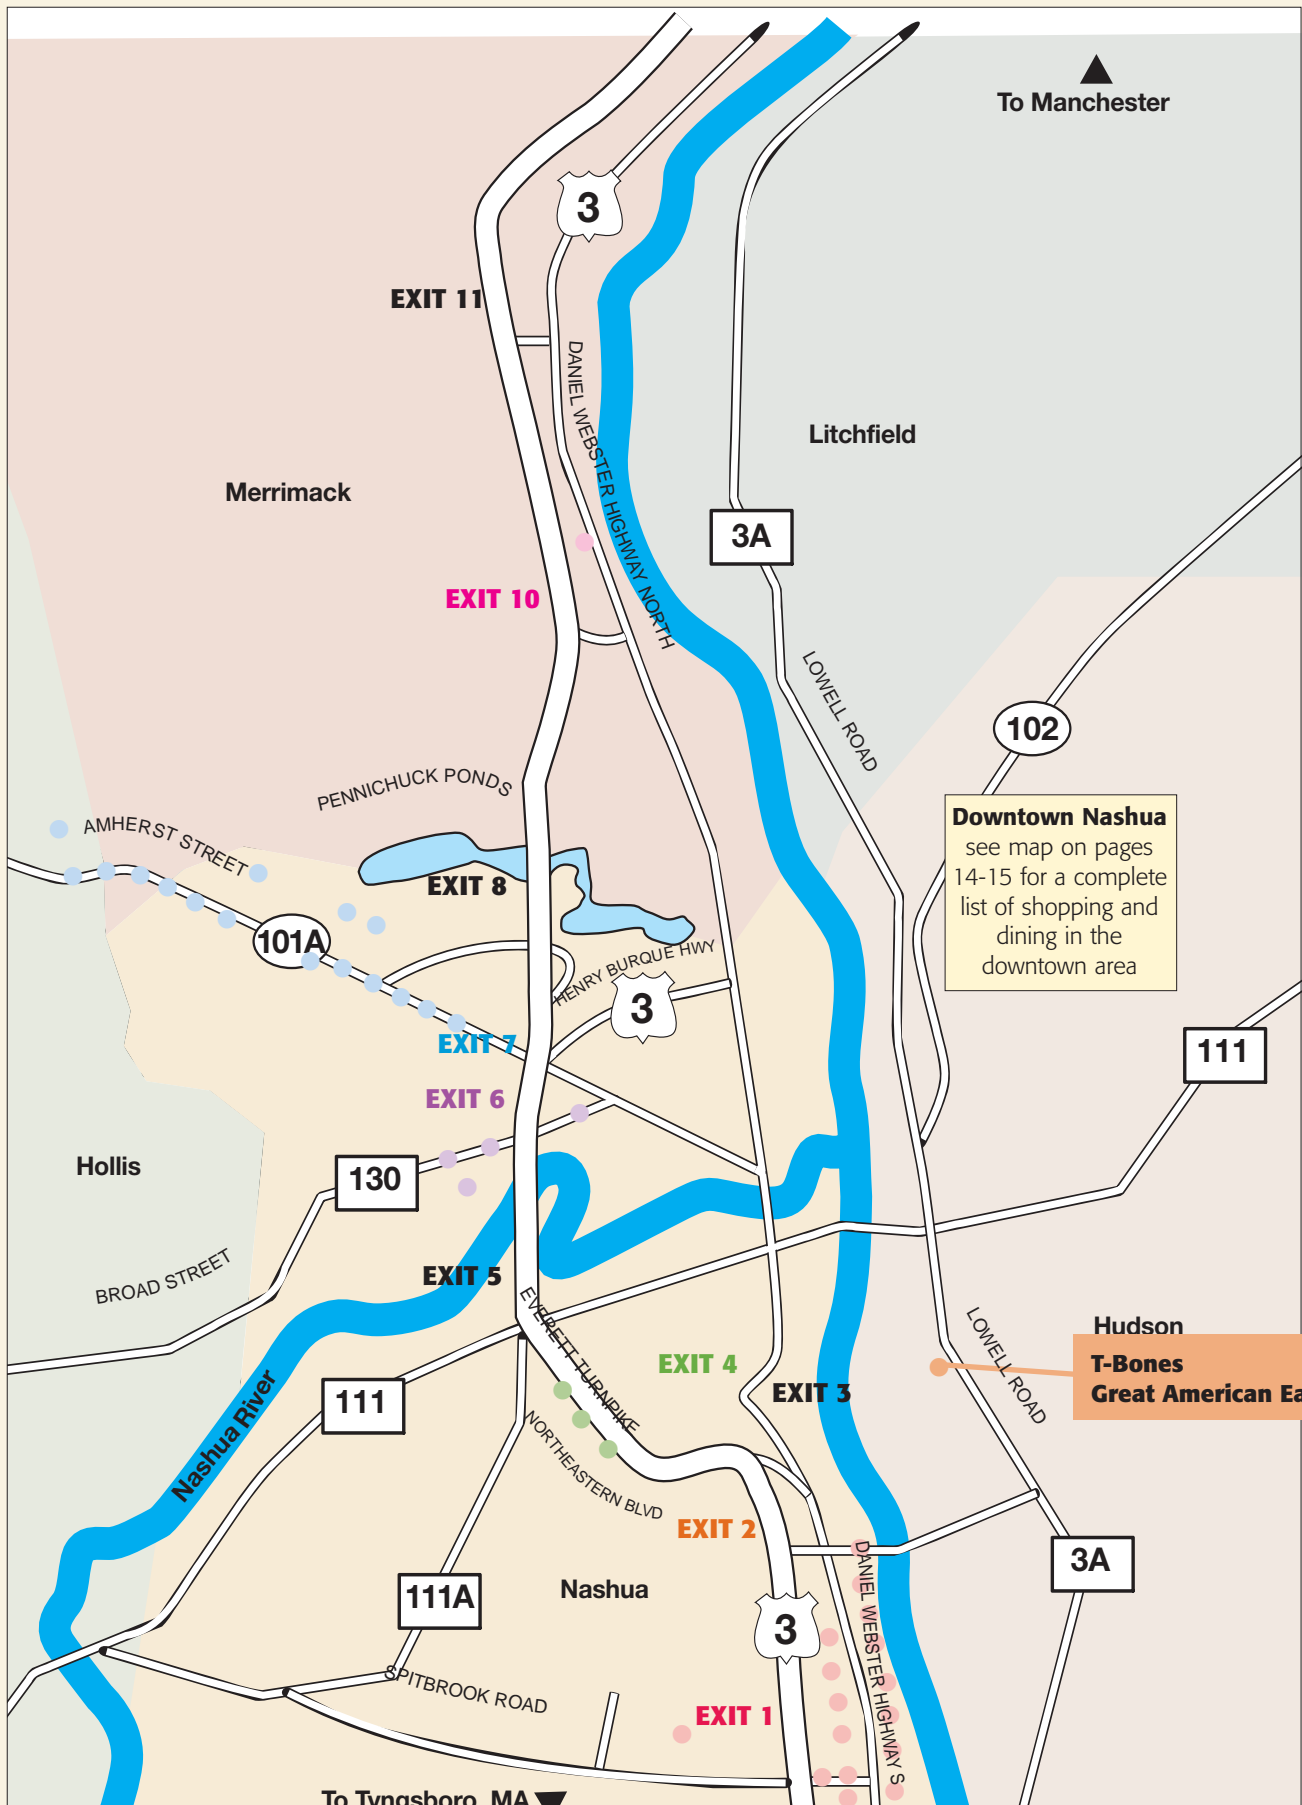 To Manchester
3
EXIT 11
DANIEL WEBSTER HIGHWAY NORTH
Litchfield
Merrimack
3A
EXIT 10
LOWELL ROAD
102
PENNICHUCK PONDS
Downtown Nashua
see map on pages
14-15 for a complete
list of shopping and
dining in the
downtown area
AMHERST STREET
EXIT 8
101A
HENRY BURQUE HWY
3
EXIT 7
111
EXIT 6
Hollis
130
BROAD STREET
EXIT 5
EVERETT TURNPIKE
Hudson
LOWELL ROAD
T-Bones
Great American Ea
EXIT 4
EXIT 3
111
Nashua River
NORTHEASTERN BLVD
EXIT 2
DANIEL WEBSTER HIGHWAY S
3A
111A
Nashua
3
SPITBROOK ROAD
EXIT 1
To Tyngsboro, MA